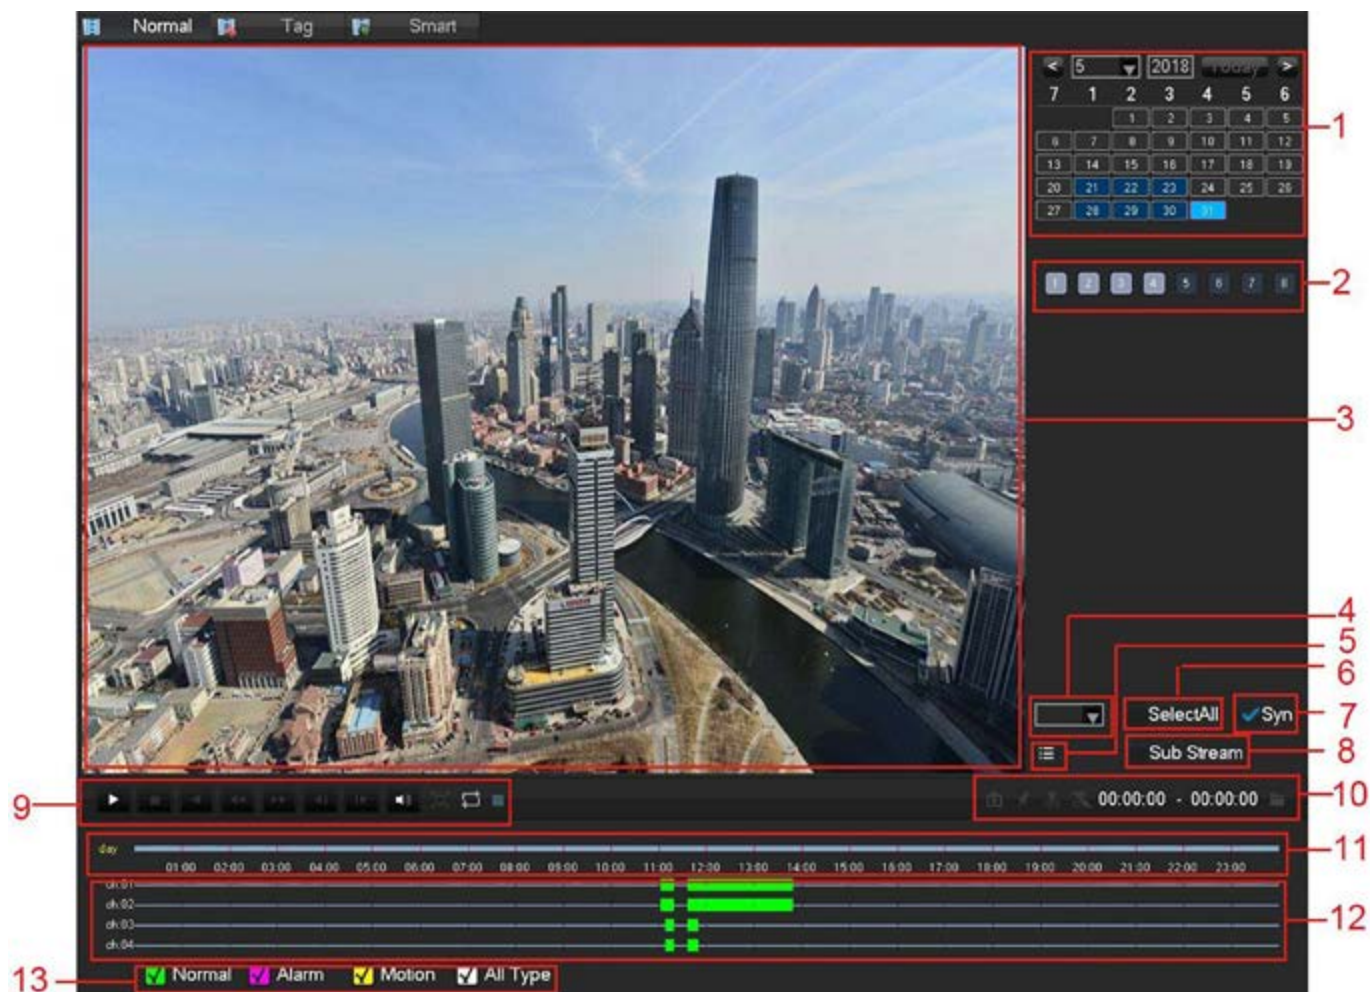 Normal Tag Smart
< 5 2018 Today >
7 1 2 3 4 5 6
1 2 3 4 5
6 7 8 9 10 11 12
13 14 15 16 17 18 19
20 21 22 23 24 25 26
27 28 29 30 31
1
1 2 3 4 5 6 7 8
2
3
4
5
6
SelectAll Syn
7
Sub Stream
8
9
00:00:00 - 00:00:00
10
day
01:00 02:00 03:00 04:00 05:00 06:00 07:00 08:00 09:00 10:00 11:00 12:00 13:00 14:00 15:00 16:00 17:00 18:00 19:00 20:00 21:00 22:00 23:00
11
ch:01
ch:02
ch:03
ch:04
12
13
Normal Alarm Motion All Type